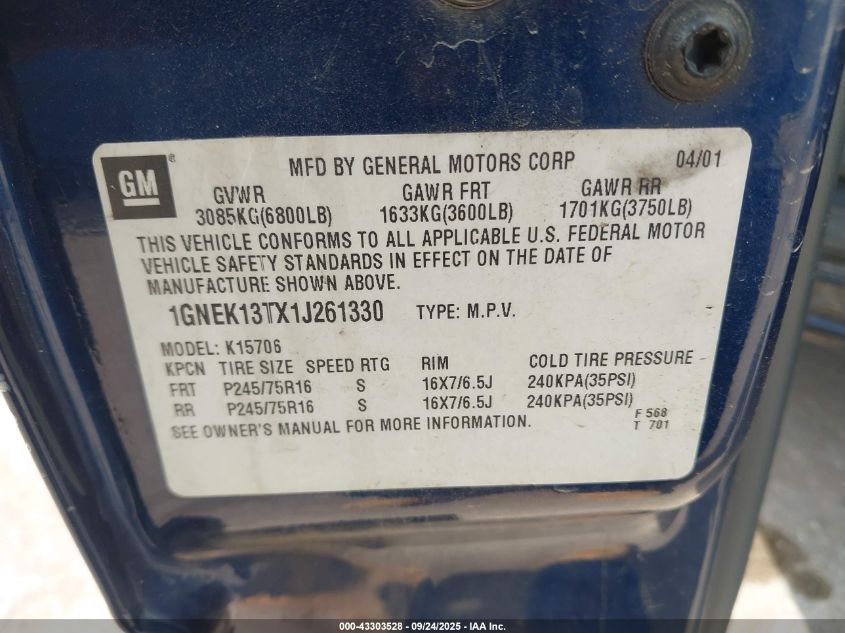 GM ®
MFD BY GENERAL MOTORS CORP 04/01
GVWR GAWR FRT GAWR RR
3085KG(6800LB) 1633KG(3600LB) 1701KG(3750LB)
THIS VEHICLE CONFORMS TO ALL APPLICABLE U.S. FEDERAL MOTOR
VEHICLE SAFETY STANDARDS IN EFFECT ON THE DATE OF
MANUFACTURE SHOWN ABOVE.
1GNEK13TX1J261330 TYPE: M.P.V.
MODEL: K15706
KPCN TIRE SIZE SPEED RTG RIM COLD TIRE PRESSURE
FRT P245/75R16 S 16X7/6.5J 240KPA(35PSI)
RR P245/75R16 S 16X7/6.5J 240KPA(35PSI)
SEE OWNER'S MANUAL FOR MORE INFORMATION.
F 568
T 701
000-43303528 - 09/24/2025 - IAA Inc.